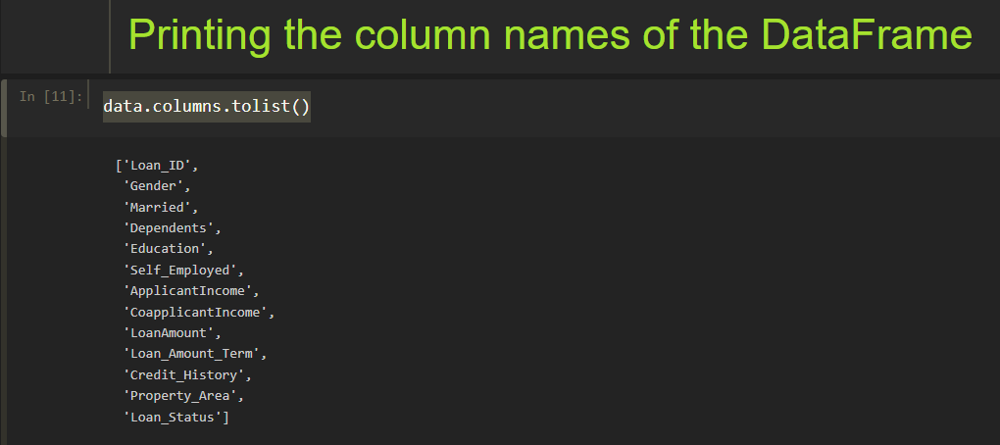 Printing the column names of the DataFrame
In [11]: data.columns.tolist()
['Loan_ID',
'Gender',
'Married',
'Dependents',
'Education',
'Self_Employed',
'ApplicantIncome',
'CoapplicantIncome',
'LoanAmount',
'Loan_Amount_Term',
'Credit_History',
'Property_Area',
'Loan_Status']